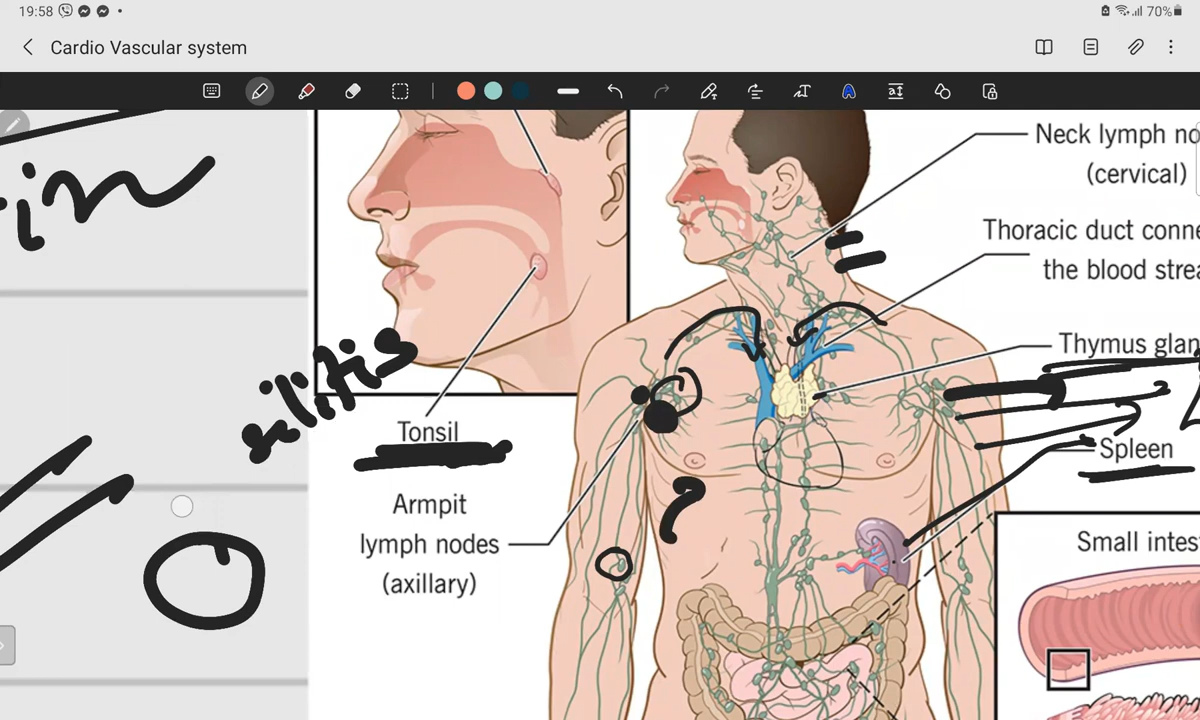 19:58
70%
Cardio Vascular system
Neck lymph no
(cervical)
Thoracic duct conne
the blood strea
Thymus glan
Tonsil
Spleen
Armpit
lymph nodes
(axillary)
Small intes